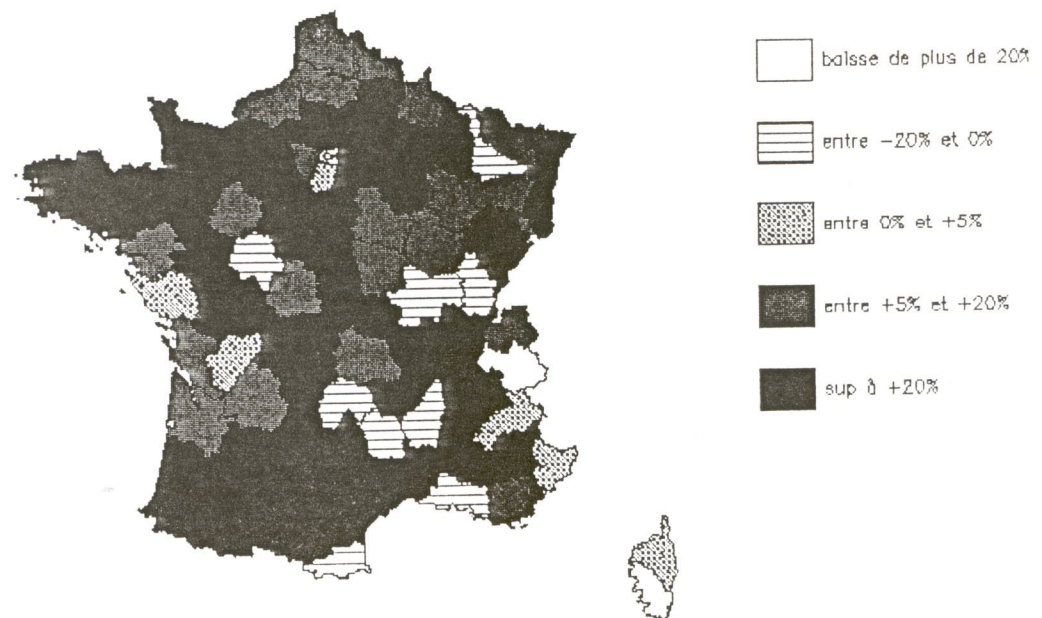 baisse de plus de 20%
entre -20% et 0%
entre 0% et +5%
entre +5% et +20%
sup à +20%